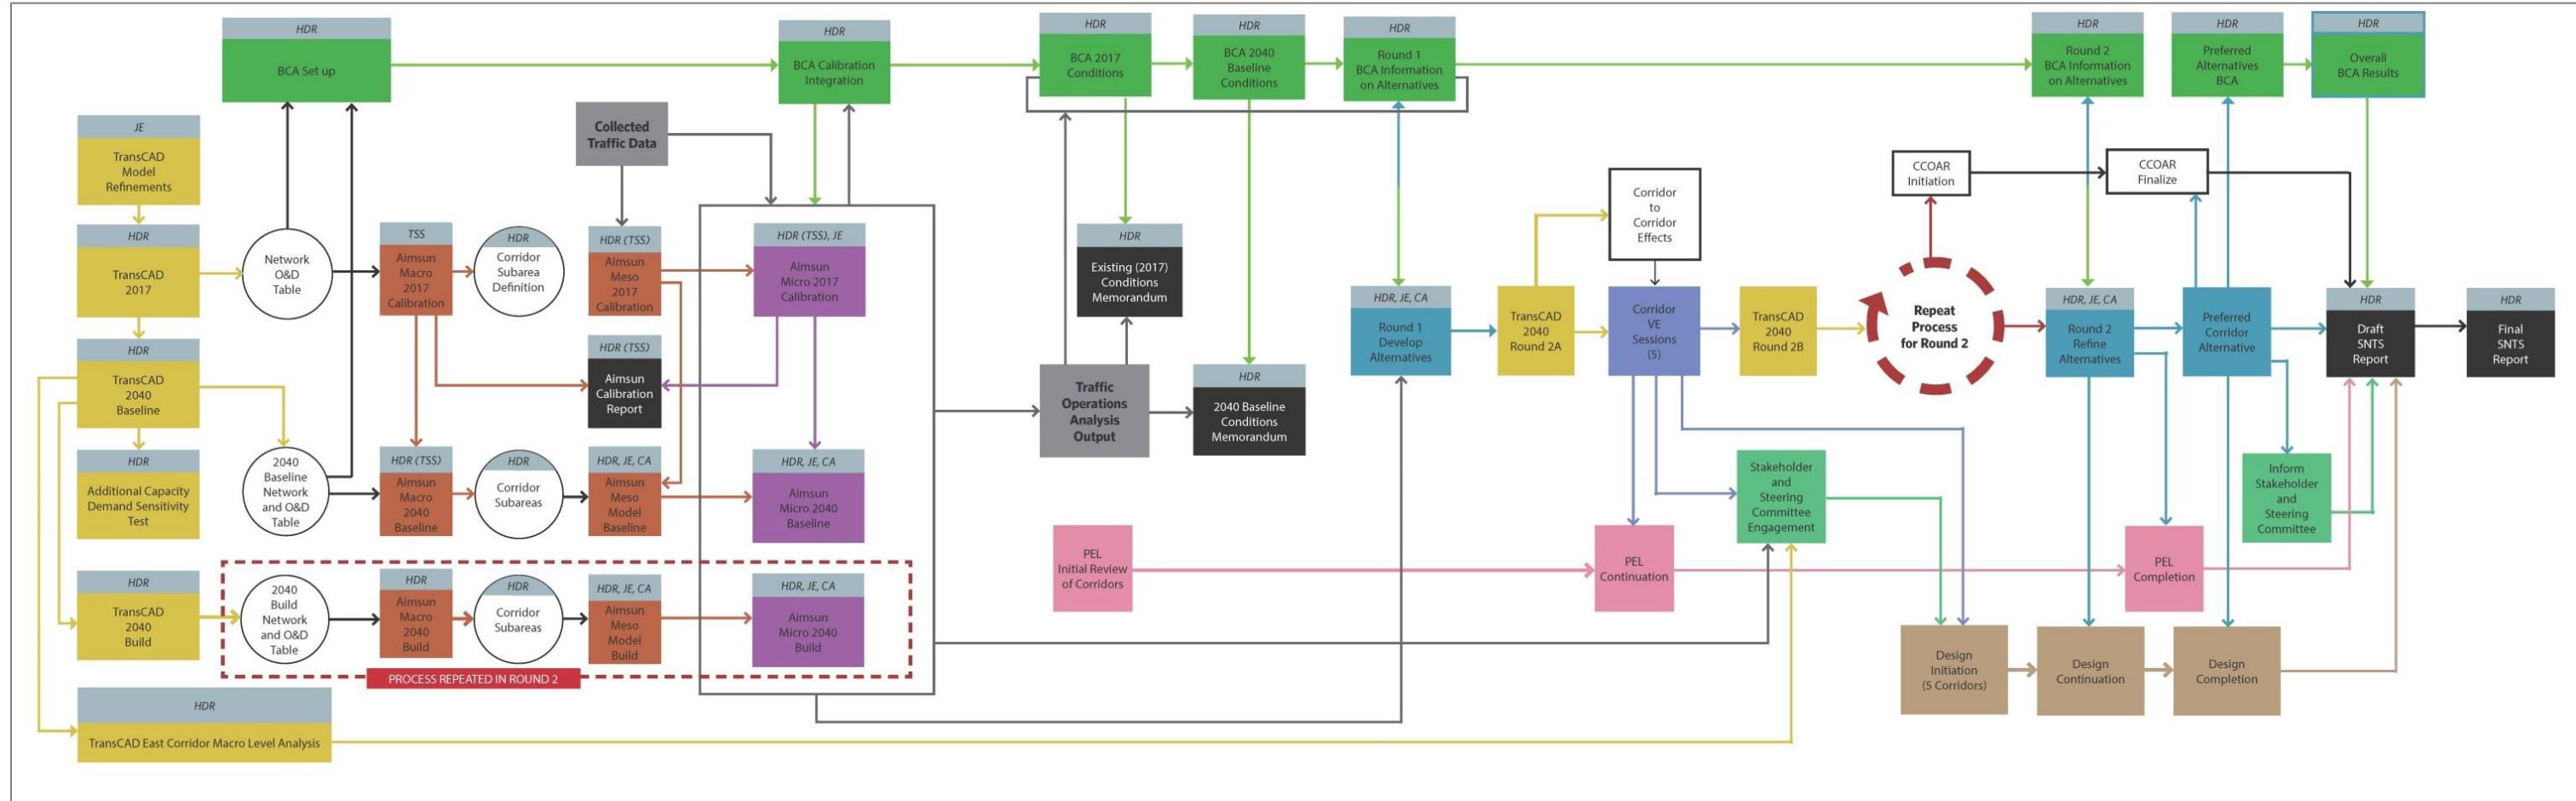 HDR
BCA Set up
HDR
BCA Calibration
Integration
HDR
BCA 2017
Conditions
HDR
BCA 2040
Baseline
Conditions
HDR
Round 1
BCA Information
on Alternatives
HDR
Round 2
BCA Information
on Alternatives
HDR
Preferred
Alternatives
BCA
HDR
Overall
BCA Results
JE
TransCAD
Model
Refinements
Collected
Traffic Data
CCOAR
Initiation
CCOAR
Finalize
Corridor
to
Corridor
Effects
HDR
TransCAD
2017
Network
O&D
Table
TSS
Aimsun
Macro
2017
Calibration
HDR
Corridor
Subarea
Definition
HDR (TSS)
Aimsun
Meso
2017
Calibration
HDR (TSS), JE
Aimsun
Micro 2017
Calibration
HDR
Existing (2017)
Conditions
Memorandum
HDR, JE, CA
Round 1
Develop
Alternatives
TransCAD
2040
Round 2A
Corridor
VE
Sessions
(5)
TransCAD
2040
Round 2B
Repeat
Process
for Round 2
HDR, JE, CA
Round 2
Refine
Alternatives
Preferred
Corridor
Alternative
HDR
Draft
SNTS
Report
HDR
Final
SNTS
Report
HDR
TransCAD
2040
Baseline
HDR (TSS)
Aimsun
Calibration
Report
Traffic
Operations
Analysis
Output
HDR
2040 Baseline
Conditions
Memorandum
HDR
Additional Capacity
Demand Sensitivity
Test
2040
Baseline
Network
and O&D
Table
HDR (TSS)
Aimsun
Macro
2040
Baseline
HDR
Corridor
Subareas
HDR, JE, CA
Aimsun
Meso
Model
Baseline
HDR, JE, CA
Aimsun
Micro 2040
Baseline
Stakeholder
and
Steering
Committee
Engagement
Inform
Stakeholder
and
Steering
Committee
PEL
Initial Review
of Corridors
PEL
Continuation
PEL
Completion
HDR
TransCAD
2040
Build
2040
Build
Network
and O&D
Table
HDR
Aimsun
Macro
2040
Build
HDR
Corridor
Subareas
HDR, JE, CA
Aimsun
Meso
Model
Build
HDR, JE, CA
Aimsun
Micro 2040
Build
PROCESS REPEATED IN ROUND 2
Design
Initiation
(5 Corridors)
Design
Continuation
Design
Completion
HDR
TransCAD East Corridor Macro Level Analysis